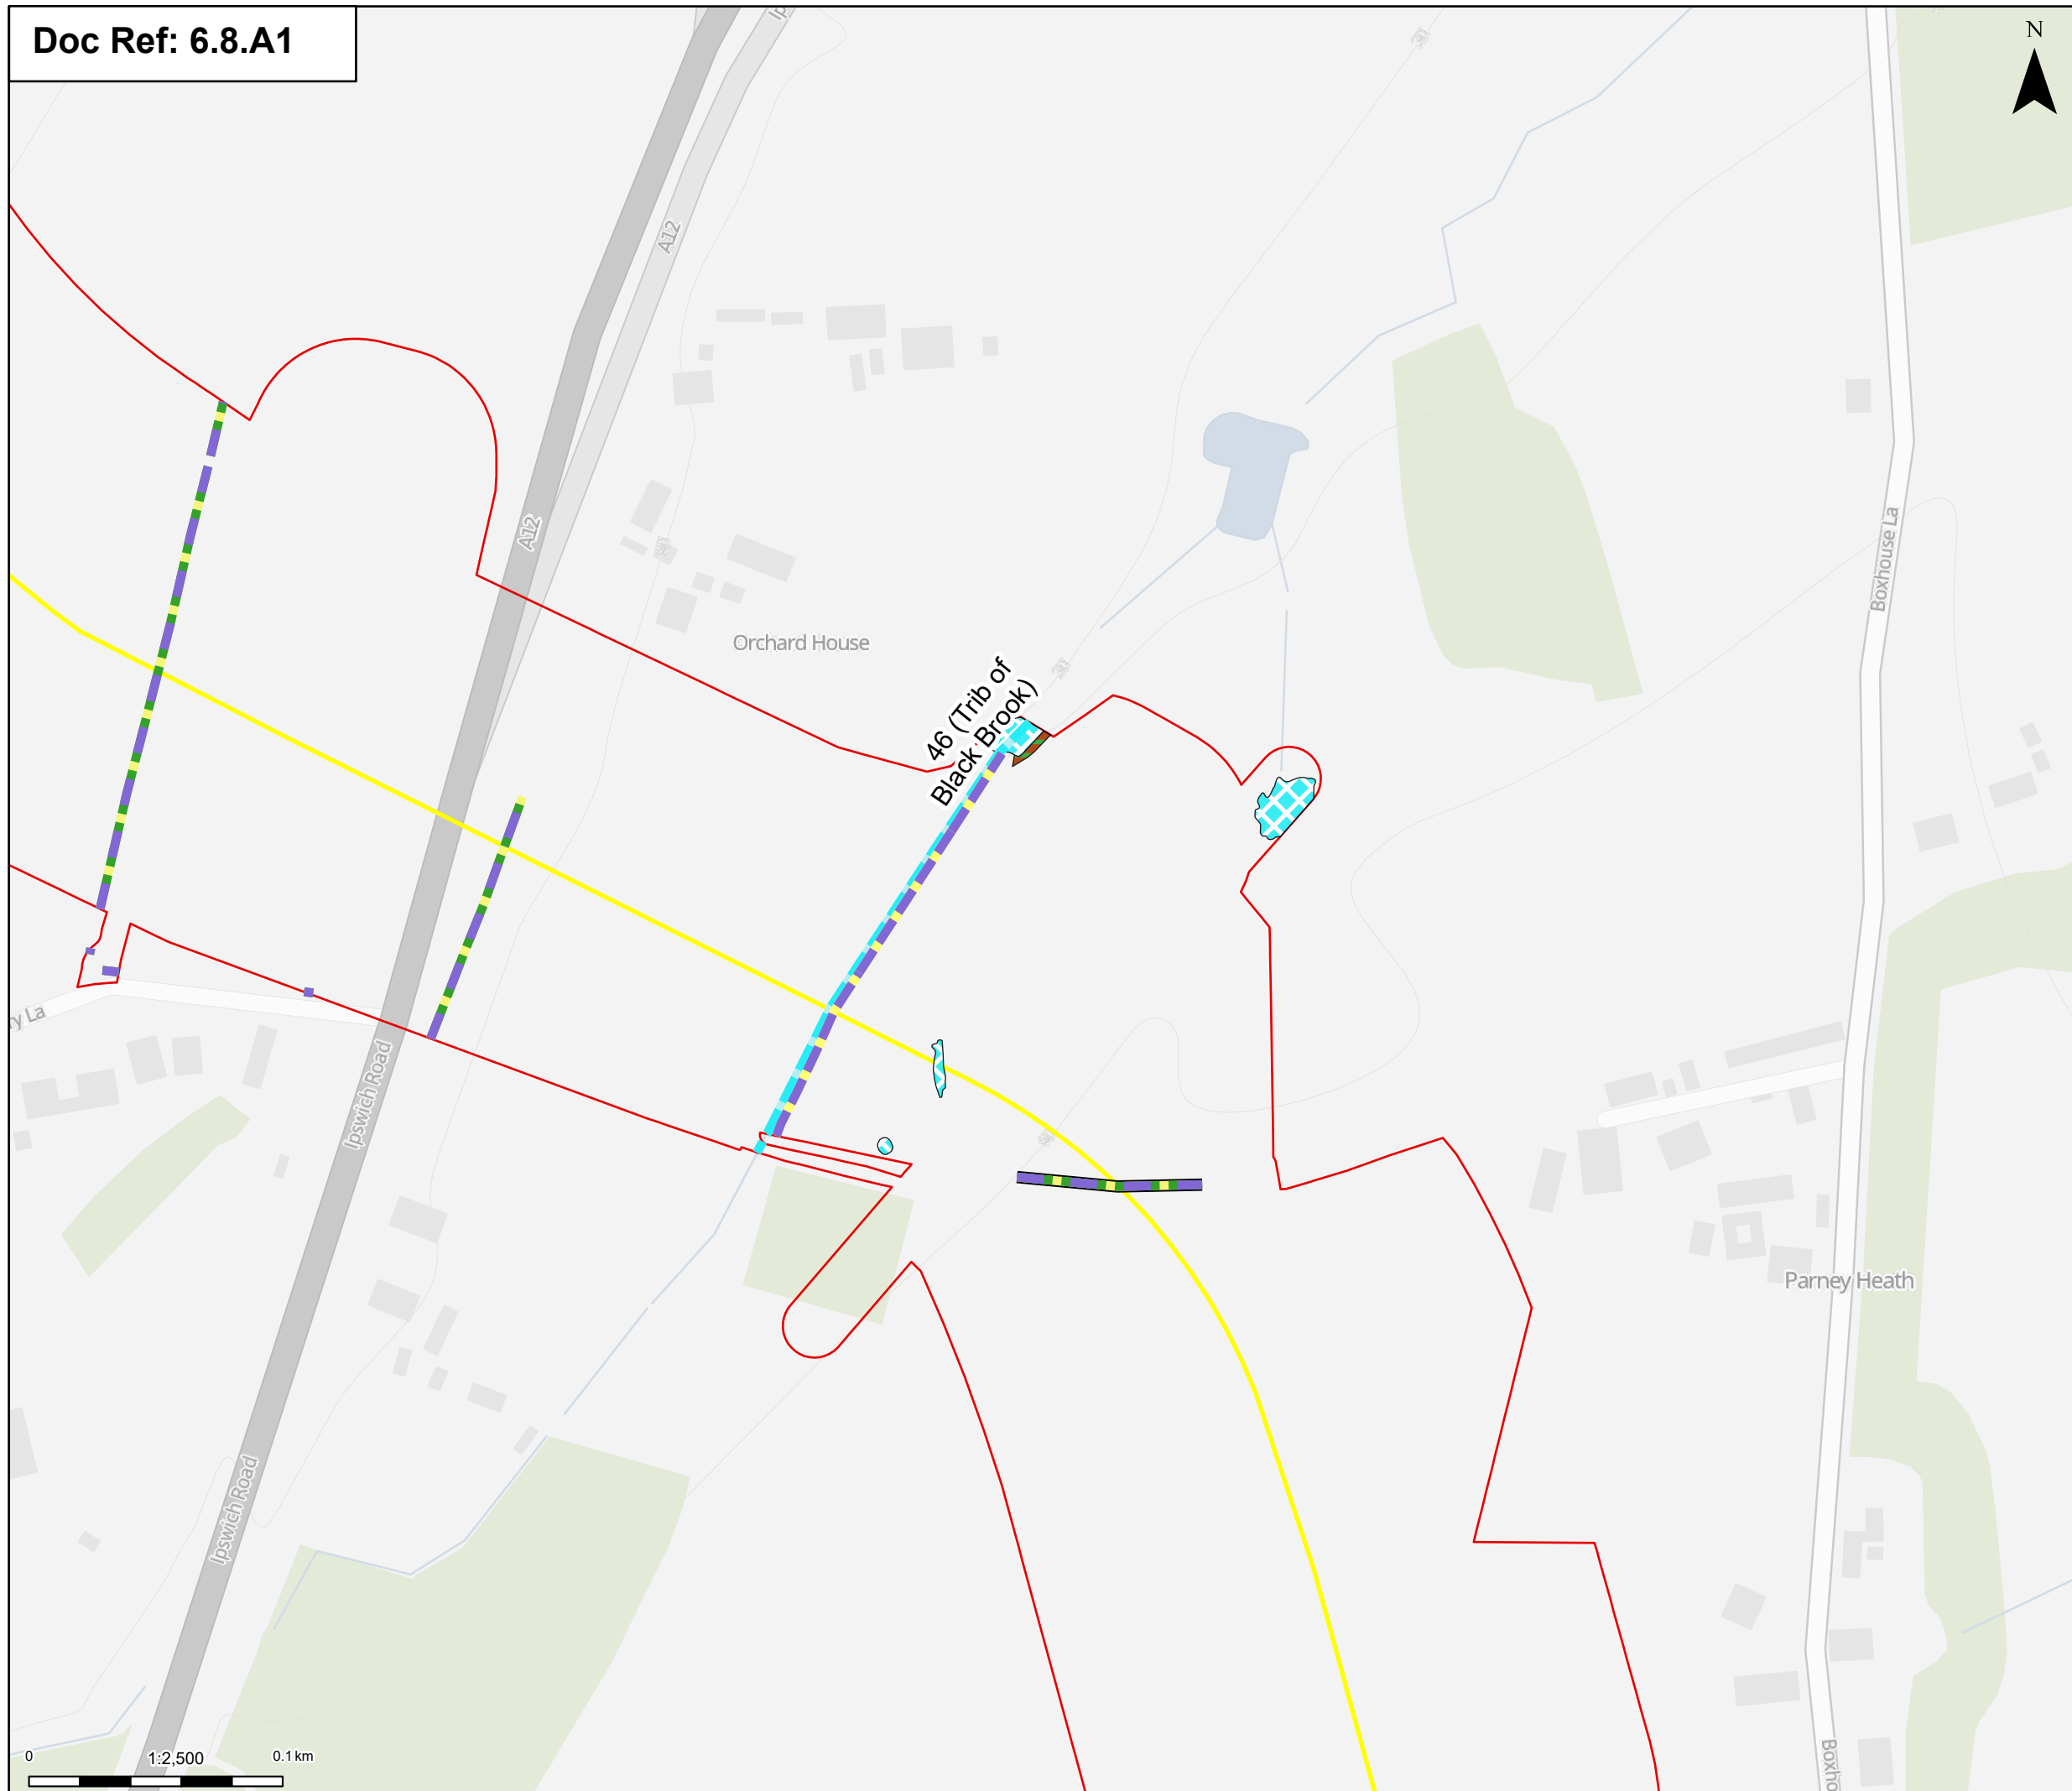 Doc Ref: 6.8.A1
N
A12
A12
Orchard House
Boxhouse La
46 (Trib of
Black Brook)
Ipswich Road
Parney Heath
Ipswich Road
0
1:2,500
0.1 km